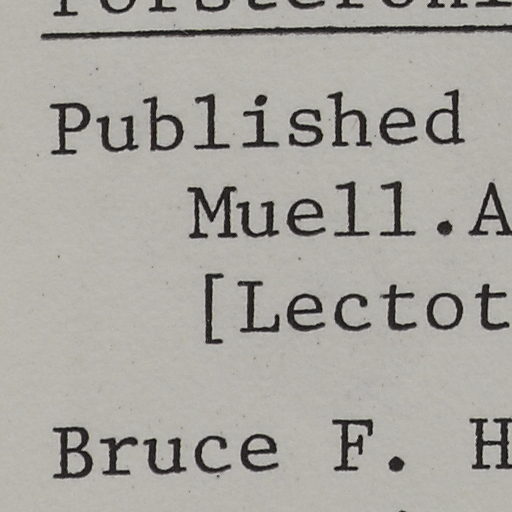 Published
Muell.A
[Lectot
Bruce F. H